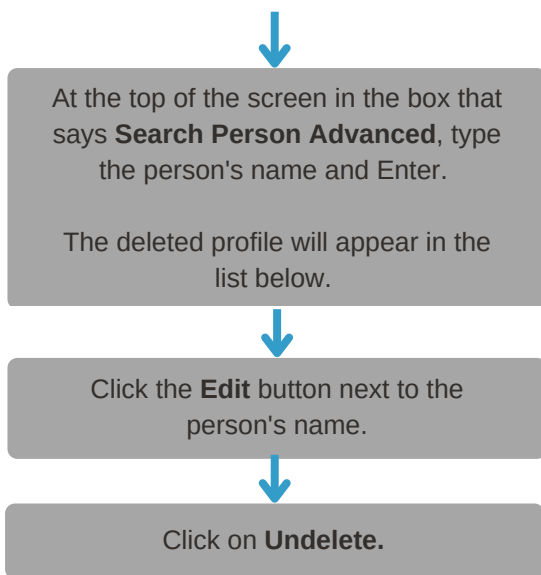 At the top of the screen in the box that
says Search Person Advanced, type
the person's name and Enter.
The deleted profile will appear in the
list below.
Click the Edit button next to the
person's name.
Click on Undelete.